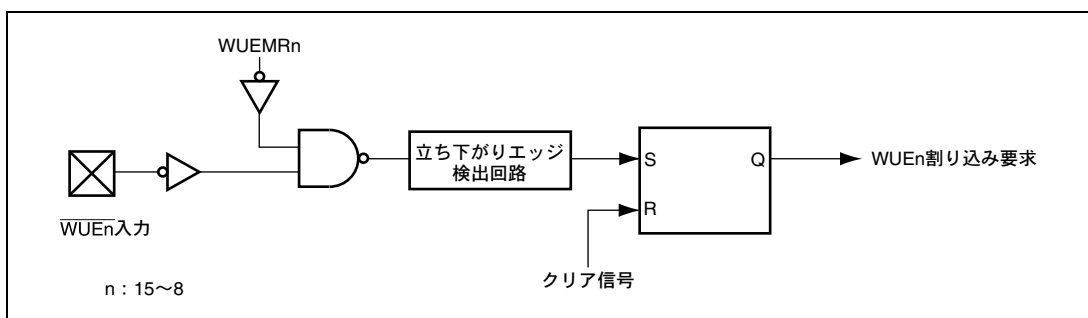 WUEMRn
立ち下がりエッジ
検出回路
S
Q
WUEn割り込み要求
R
WUEn入力
クリア信号
n：15～8